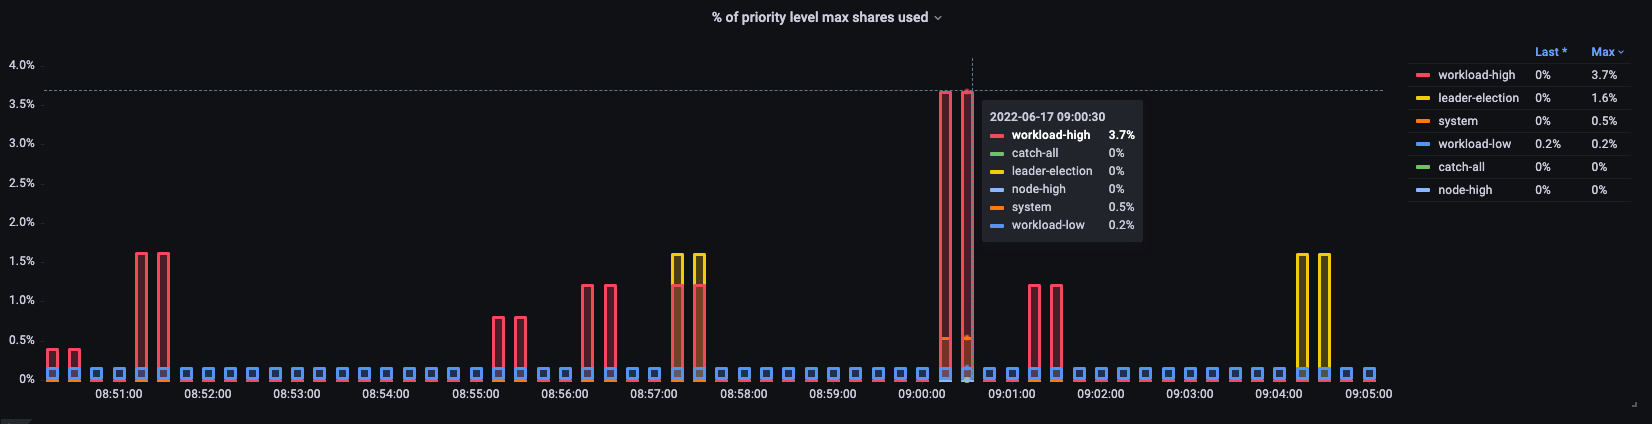 % of priority level max shares used
4.0%
3.5%
3.0%
2.5%
2.0%
1.5%
1.0%
0.5%
0%
08:51:00 08:52:00 08:53:00 08:54:00 08:55:00 08:56:00 08:57:00 08:58:00 08:59:00 09:00:00 09:01:00 09:02:00 09:03:00 09:04:00 09:05:00
2022-06-17 09:00:30
workload-high 3.7%
catch-all 0%
leader-election 0%
node-high 0%
system 0.5%
workload-low 0.2%
Last * Max
workload-high 0% 3.7%
leader-election 0% 1.6%
system 0% 0.5%
workload-low 0.2% 0.2%
catch-all 0% 0%
node-high 0% 0%